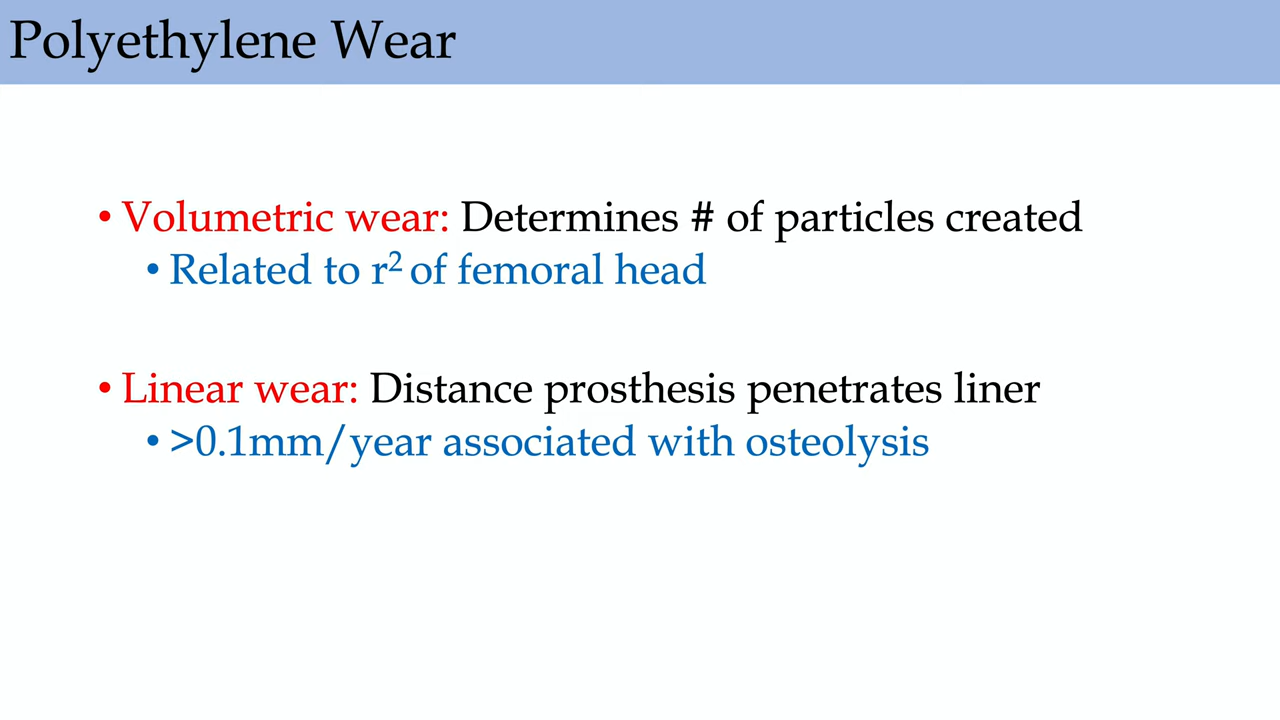 Polyethylene Wear
• Volumetric wear: Determines # of particles created
• Related to r² of femoral head
• Linear wear: Distance prosthesis penetrates liner
• >0.1mm/year associated with osteolysis